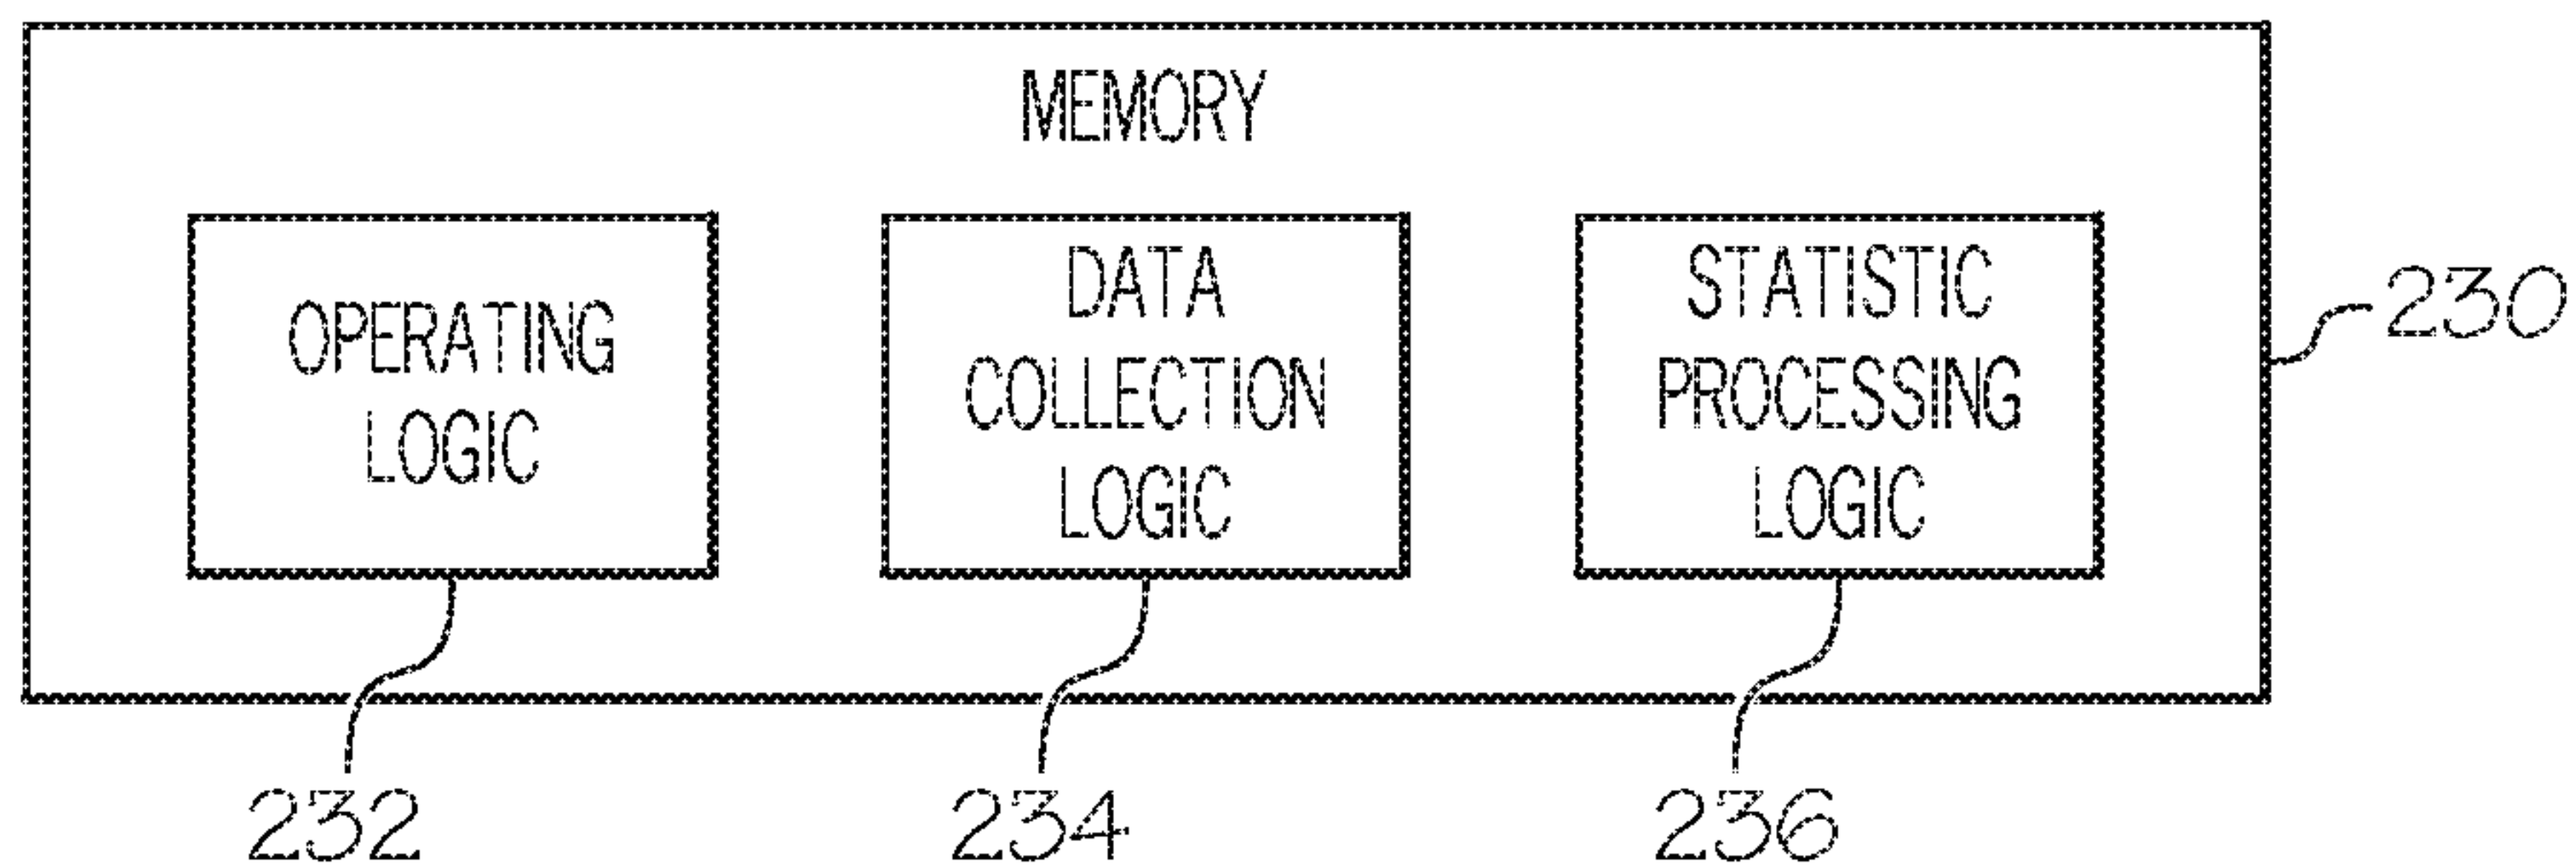 MEMORY
OPERATING
LOGIC
DATA
COLLECTION
LOGIC
STATISTIC
PROCESSING
LOGIC
230
232
234
236